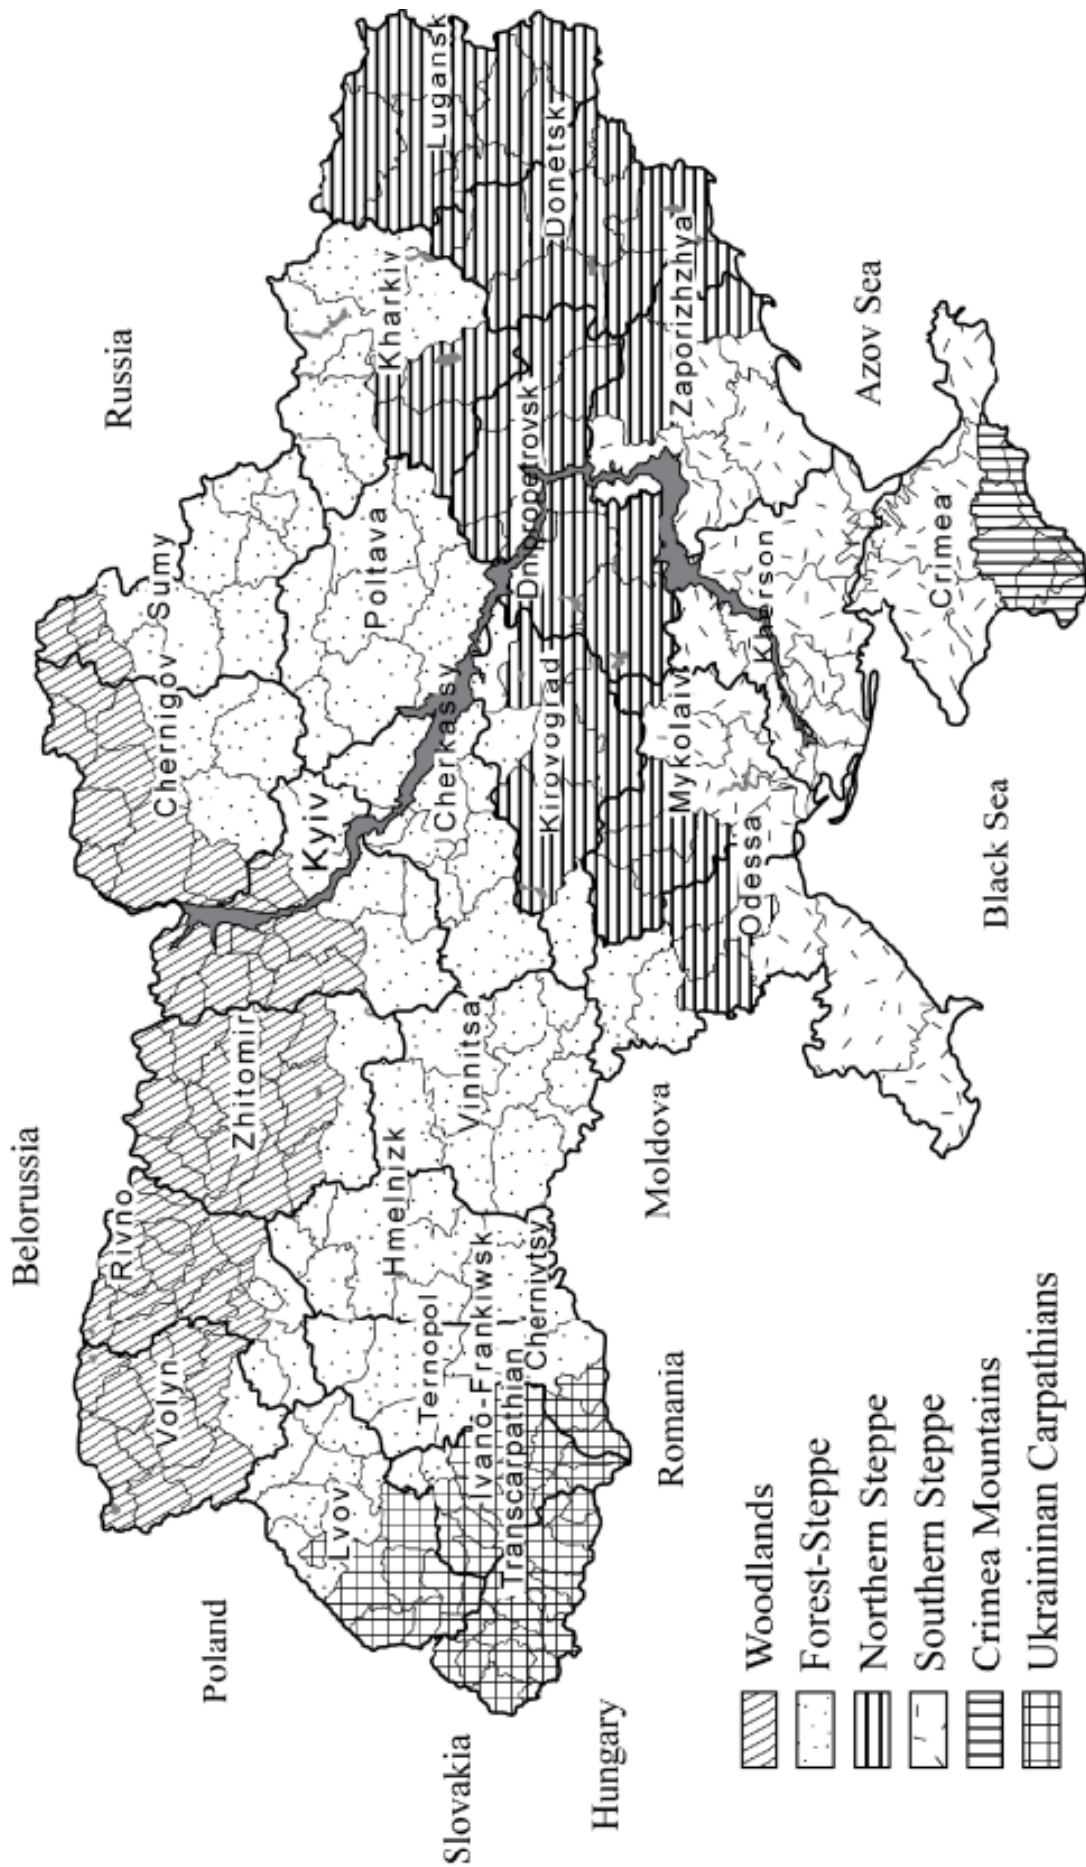 Belorussia
Russia
Poland
Slovakia
Hungary
Romania
Moldova
Black Sea
Azov Sea
Volyn
Rivno
Zhitomir
Kyiv
Chernigov
Sumy
Lvov
Ternopol
Hmelnizk
Vinnitsa
Cherkassy
Poltava
Kharkiv
Lugansk
Ivano-Frankiwsk
Transcarpathian
Chernivtsy
Kirovograd
Dnipropetrovsk
Donetsk
Odessa
Mykolaiv
Kherson
Zaporizhzhya
Crimea
Woodlands
Forest-Steppe
Northern Steppe
Southern Steppe
Crimea Mountains
Ukraininan Carpathians